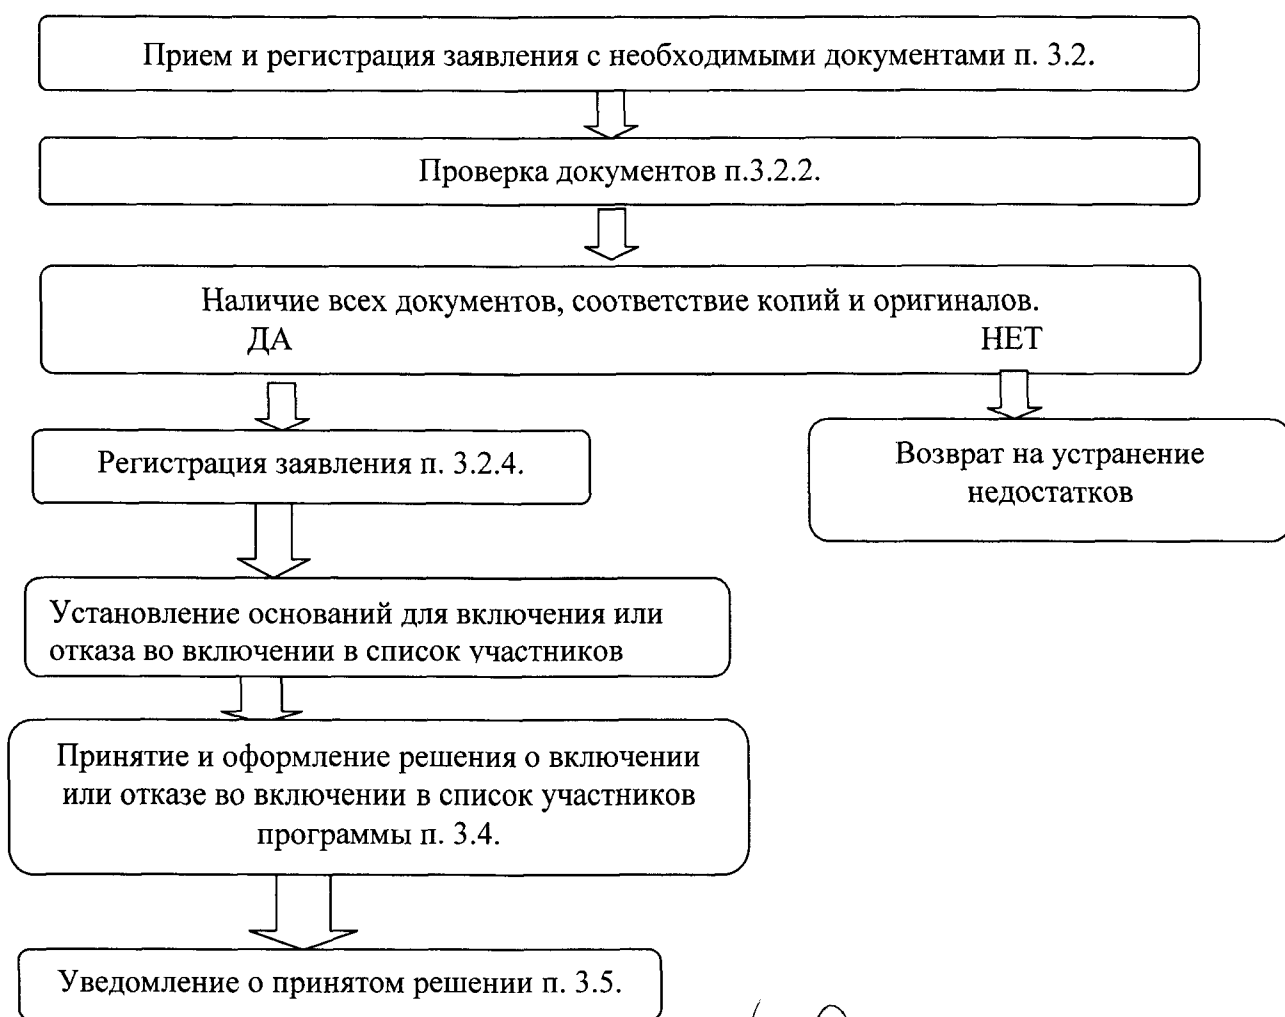 Прием и регистрация заявления с необходимыми документами п. 3.2.
Проверка документов п.3.2.2.
Наличие всех документов, соответствие копий и оригиналов.
ДА НЕТ
Регистрация заявления п. 3.2.4.
Возврат на устранение
недостатков
Установление оснований для включения или
отказа во включении в список участников
Принятие и оформление решения о включении
или отказе во включении в список участников
программы п. 3.4.
Уведомление о принятом решении п. 3.5.